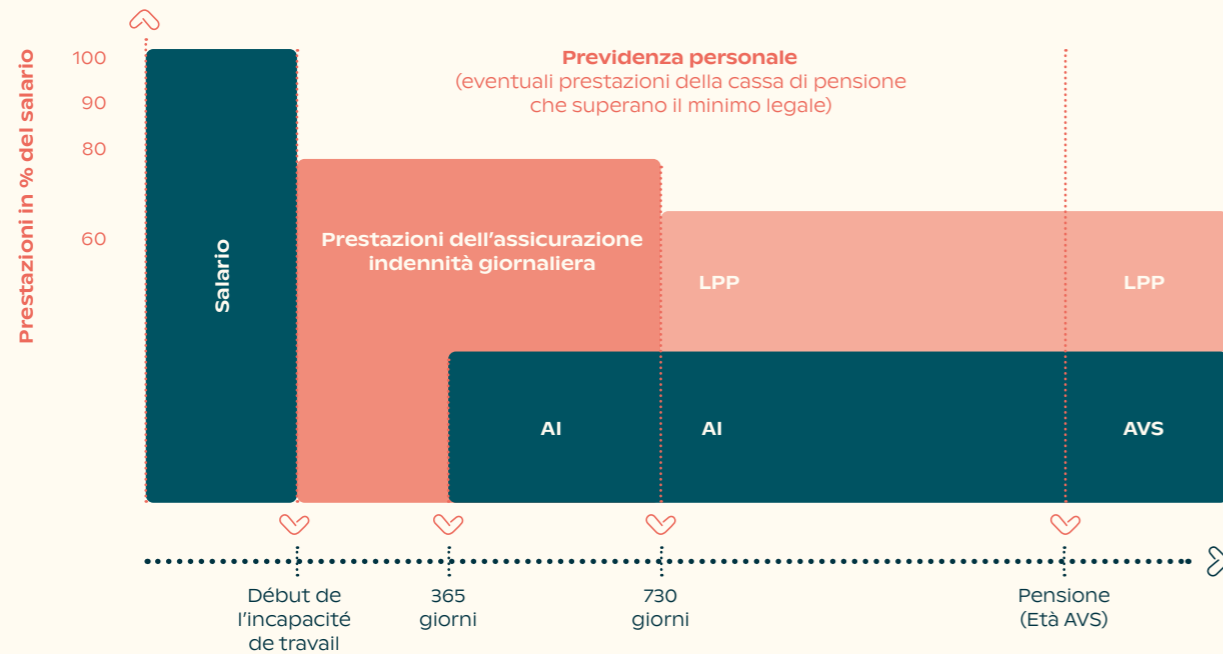 Prestazioni in % del salario
100
90
80
60
Previdenza personale
(eventuali prestazioni della cassa di pensione
che superano il minimo legale)
Salario
Prestazioni dell'assicurazione
indennità giornaliera
LPP
LPP
AI
AI
AVS
Début de
l'incapacité
de travail
365
giorni
730
giorni
Pensione
(Età AVS)